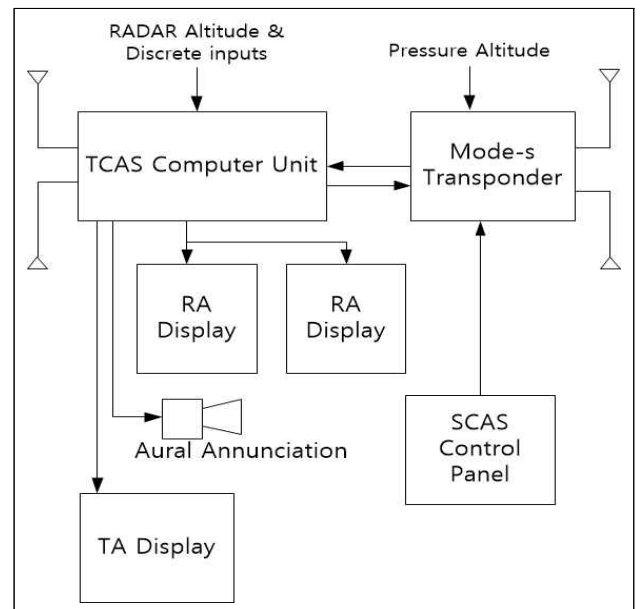 RADAR Altitude &
Discrete inputs
Pressure Altitude
TCAS Computer Unit
Mode-s
Transponder
RA
Display
RA
Display
Aural Annunciation
SCAS
Control
Panel
TA Display